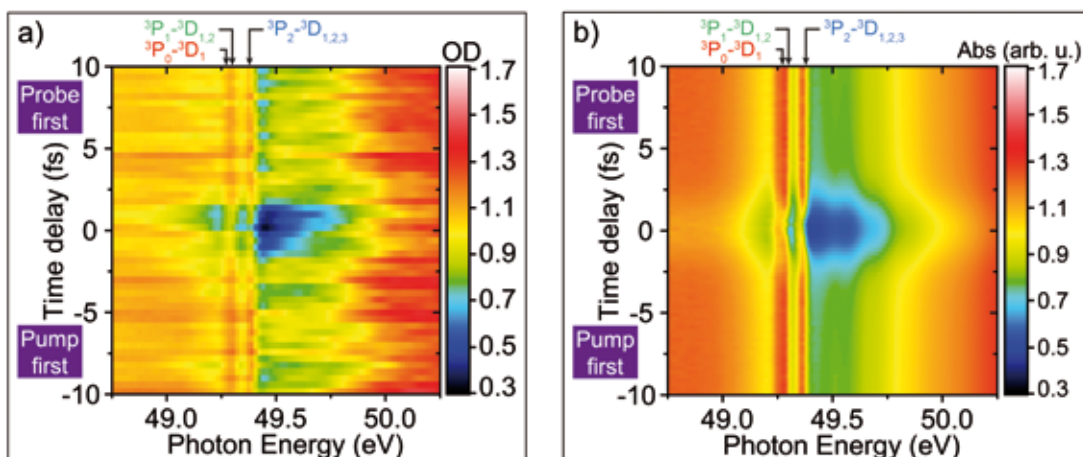 a)
³P₁-³D₁,₂
³P₂-³D₁,₂,₃
³P₀-³D₁
OD
10
5
0
-5
-10
Time delay (fs)
Probe
first
Pump
first
49.0
49.5
50.0
Photon Energy (eV)
1.7
1.5
1.3
1.1
0.9
0.7
0.5
0.3
b)
³P₁-³D₁,₂
³P₂-³D₁,₂,₃
³P₀-³D₁
Abs (arb. u.)
10
5
0
-5
-10
Time delay (fs)
Probe
first
Pump
first
49.0
49.5
50.0
Photon Energy (eV)
1.7
1.5
1.3
1.1
0.9
0.7
0.5
0.3